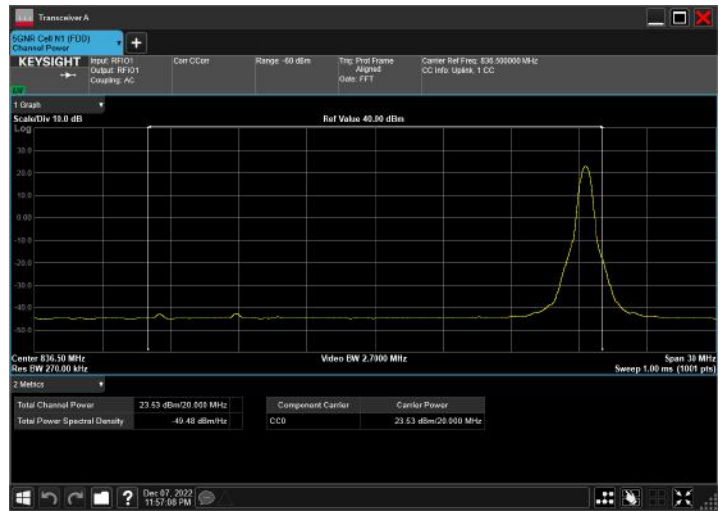 Transceiver A
5GNR Cell N1 (FDD)
Channel Power
KEYSIGHT
Input: RFIO1
Output: RFIO1
Coupling: AC
Corr CCorr
Range: -60 dBm
Trig: Prot Frame
Aligned
Gate: FFT
Carrier Ref Freq: 836.500000 MHz
CC Info: Uplink, 1 CC
1 Graph
Scale/Div 10.0 dB
Ref Value 40.00 dBm
Log
30.0
20.0
10.0
0.00
-10.0
-20.0
-30.0
-40.0
-50.0
Center 836.50 MHz
Video BW 2.7000 MHz
Span 30 MHz
Res BW 270.00 kHz
Sweep 1.00 ms (1001 pts)
2 Metrics
Total Channel Power 23.53 dBm/20.000 MHz
Total Power Spectral Density -49.48 dBm/Hz
Component Carrier Carrier Power
CC0 23.53 dBm/20.000 MHz
Dec 07, 2022
11:57:08 PM